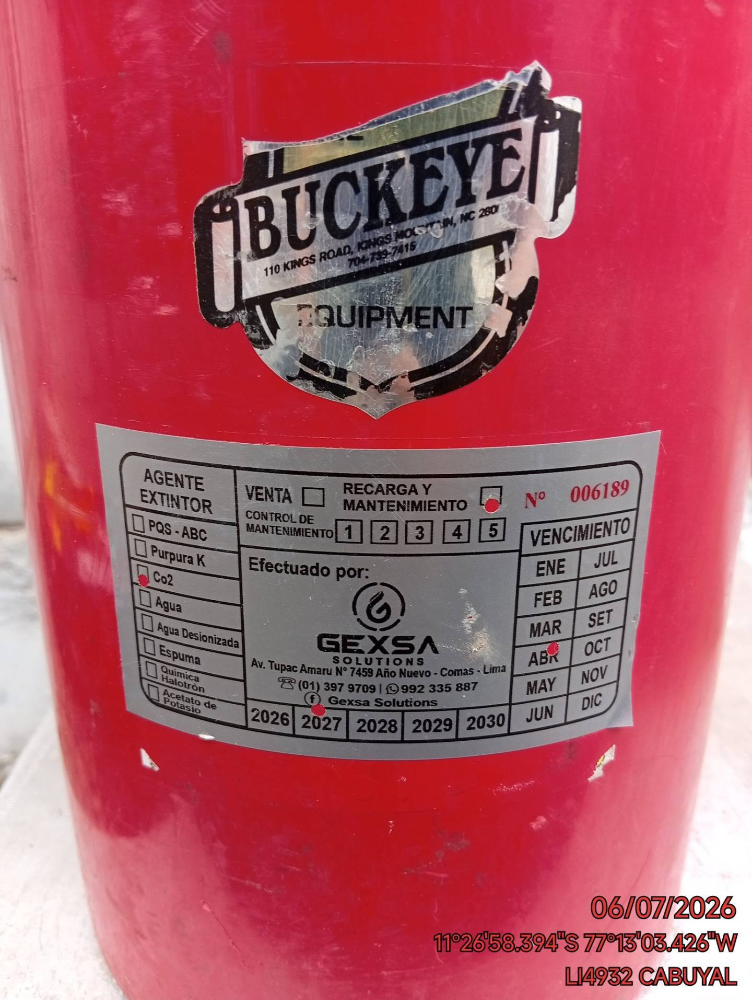 BUCKEYE
110 KINGS ROAD, KINGS MOUNTAIN, NC
704-739-7415
EQUIPMENT
AGENTE
EXTINTOR
PQS - ABC
Purpura K
Co2
Agua
Agua Desionizada
Espuma
Quimica
Halotrón
Acetato de
Potasio
VENTA
RECARGA Y
MANTENIMIENTO
Nº 006189
CONTROL DE
MANTENIMIENTO
1 2 3 4 5
Efectuado por:
GEXSA
SOLUTIONS
Av. Tupac Amaru N° 7459 Año Nuevo - Comas - Lima
(01) 397 9709 | 992 335 887
f Gexsa Solutions
2026 2027 2028 2029 2030
VENCIMIENTO
ENE JUL
FEB AGO
MAR SET
ABR OCT
MAY NOV
JUN DIC
06/07/2026
11°26'58.394"S 77°13'03.426"W
LI4932 CABUYAL